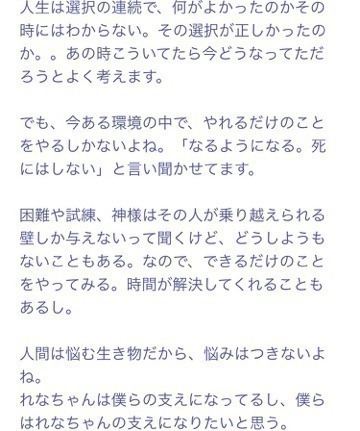 人生は選択の連続で、何がよかったのかその
時にはわからない。その選択が正しかったの
か。。あの時こういてたら今どうなってただ
ろうとよく考えます。
でも、今ある環境の中で、やれるだけのこと
をやるしかないよね。「なるようになる。死
にはしない」と言い聞かせてます。
困難や試練、神様はその人が乗り越えられる
壁しか与えないって聞くけど、どうしようも
ないこともある。なので、できるだけのこと
をやってみる。時間が解決してくれることも
あるし。
人間は悩む生き物だから、悩みはつきないよ
ね。
れなちゃんは僕らの支えになってるし、僕ら
はれなちゃんの支えになりたいと思う。